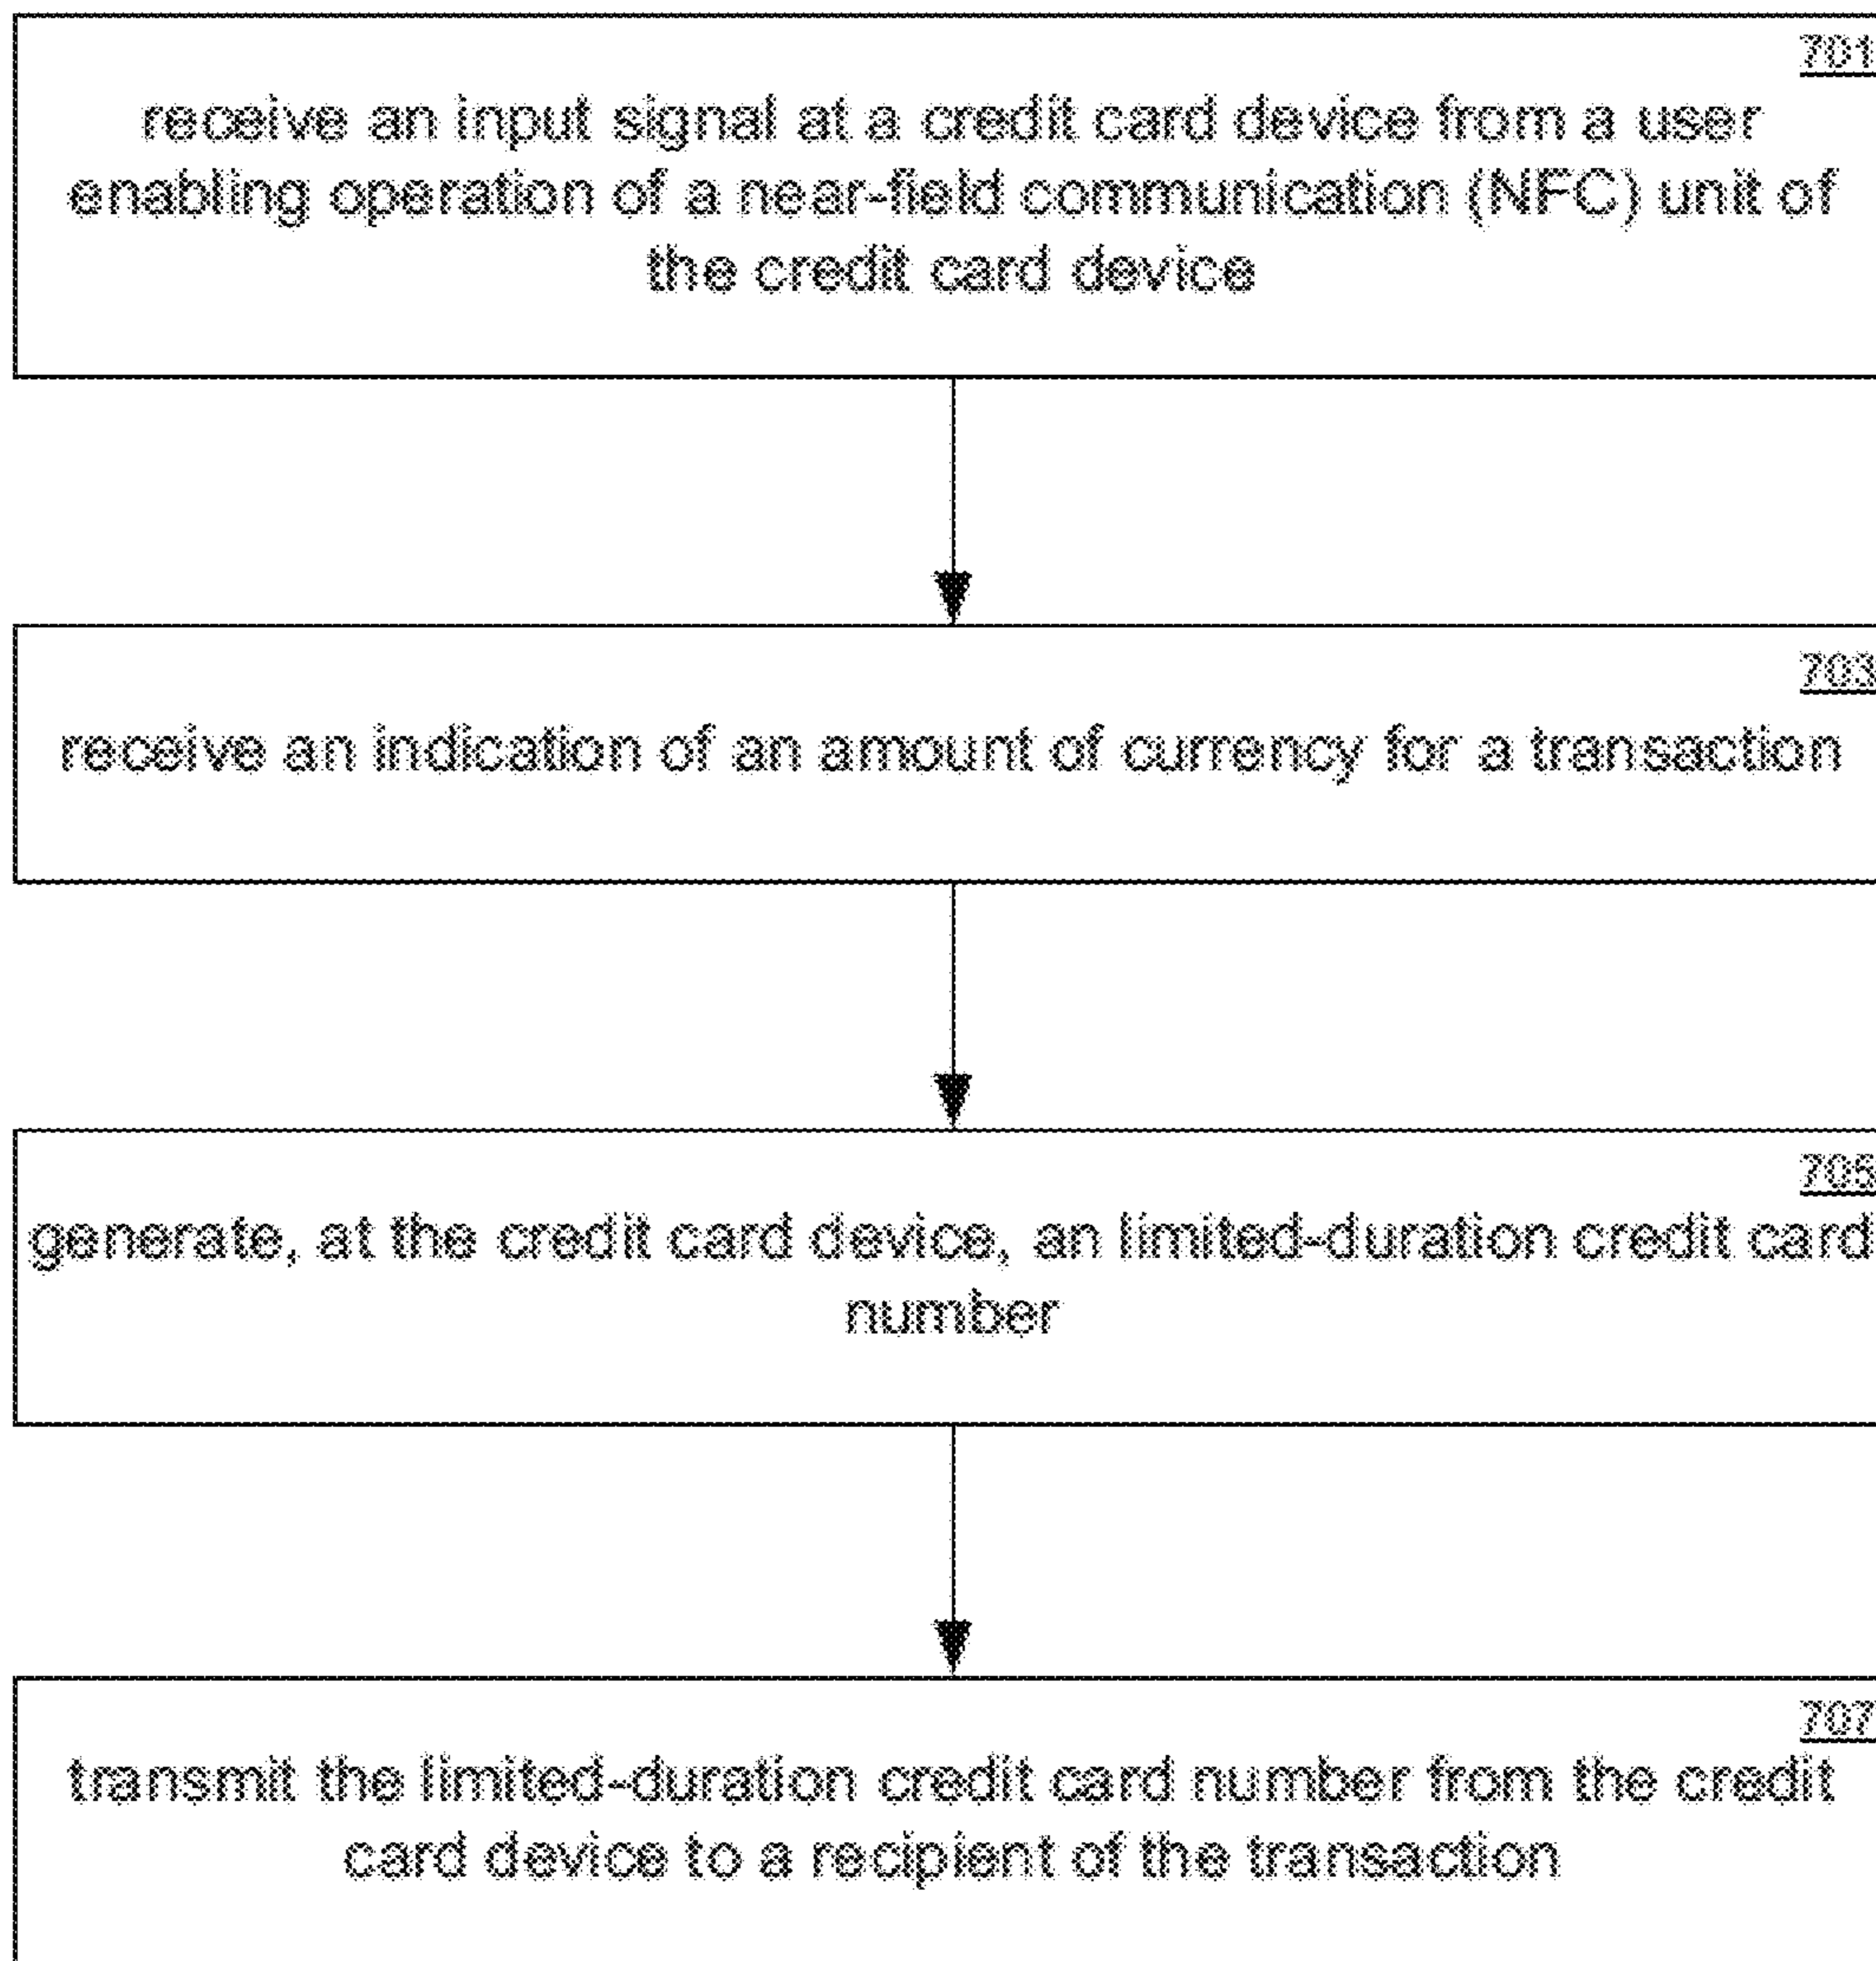 701
receive an input signal at a credit card device from a user
enabling operation of a near-field communication (NFC) unit of
the credit card device
703
receive an indication of an amount of currency for a transaction
705
generate, at the credit card device, an limited-duration credit card
number
707
transmit the limited-duration credit card number from the credit
card device to a recipient of the transaction